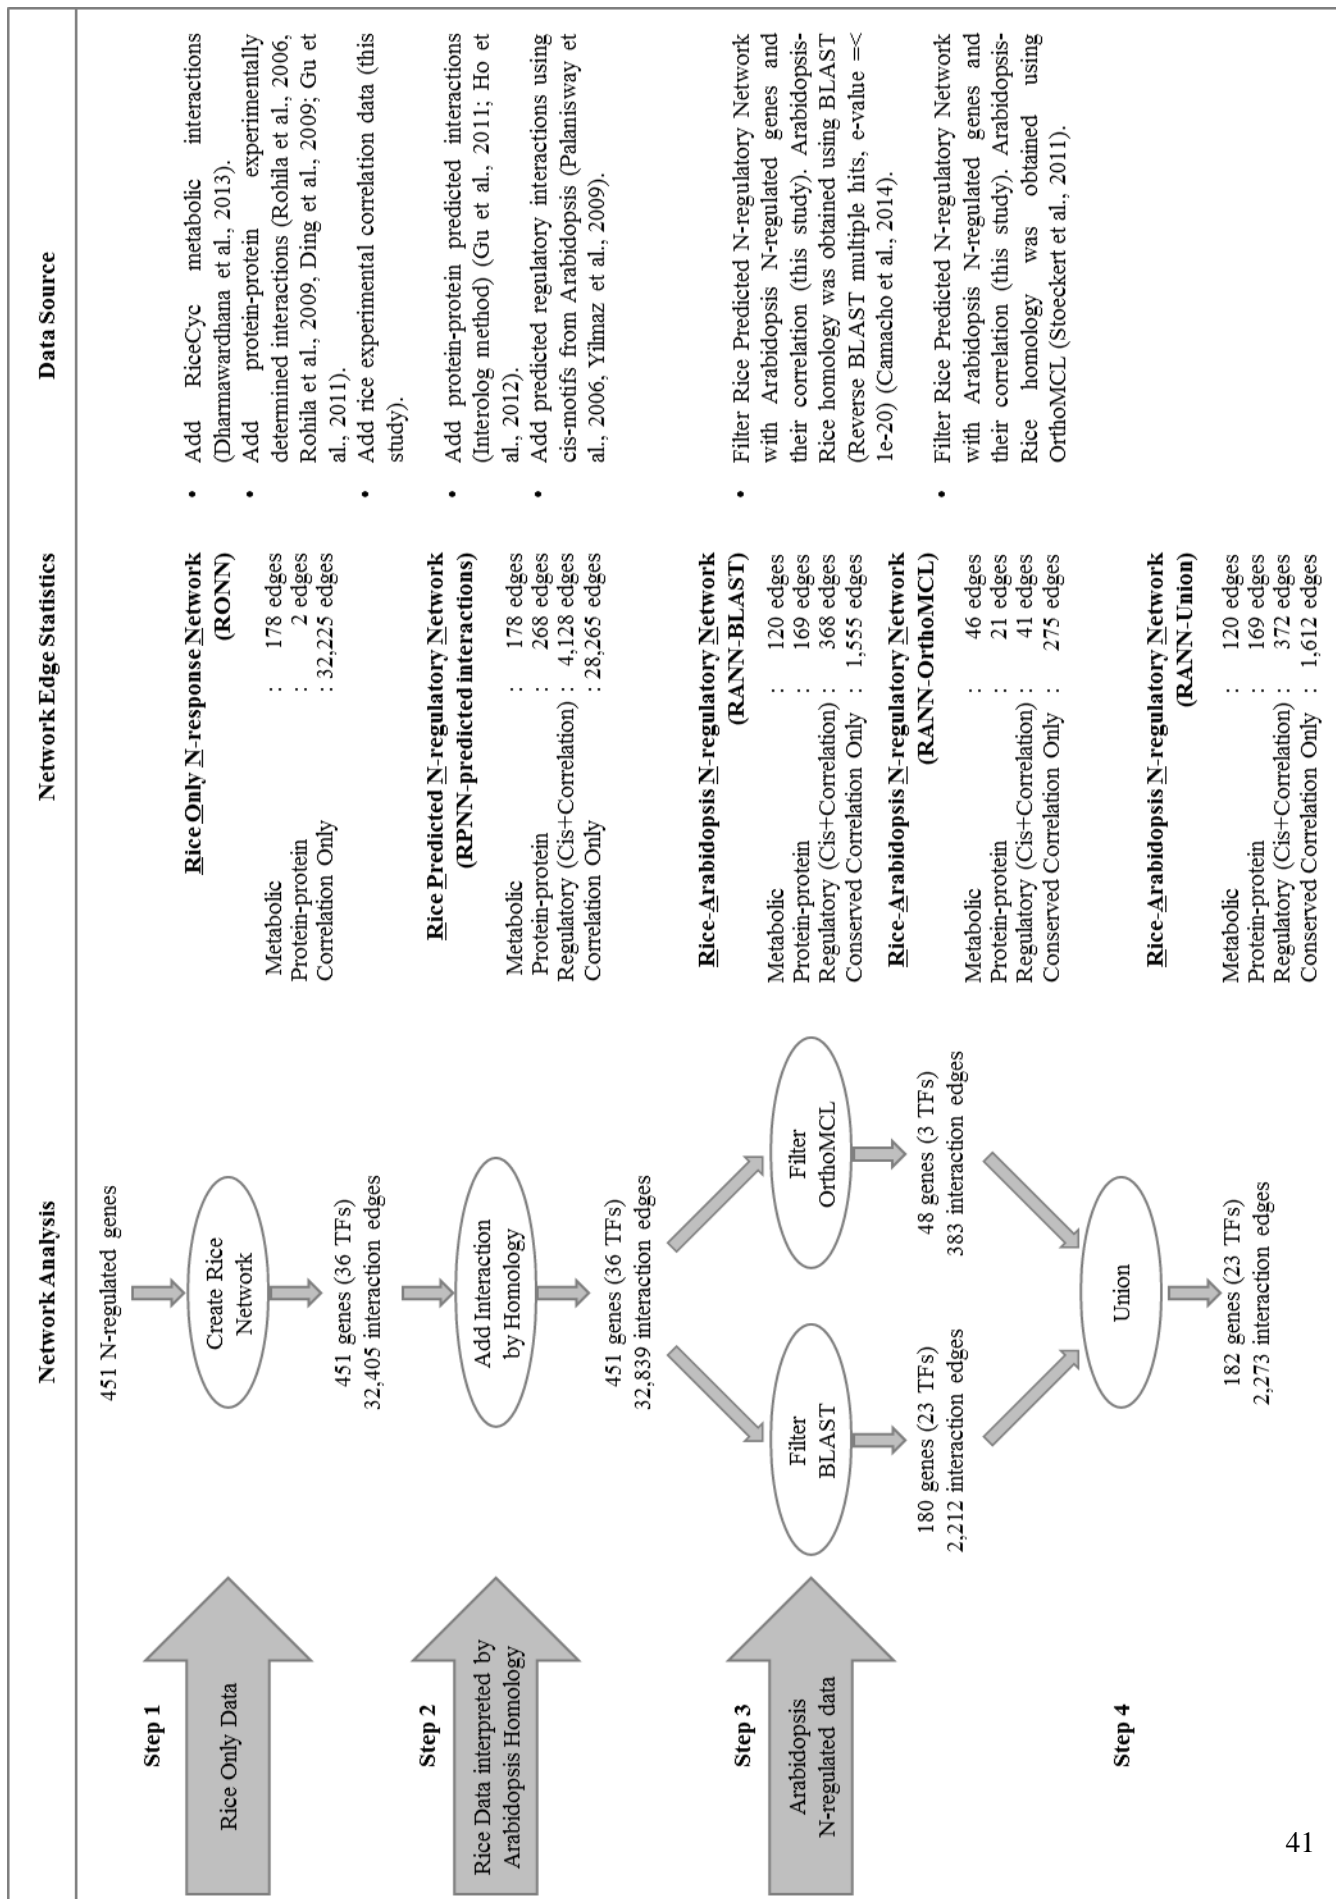 Network Analysis
Network Edge Statistics
Data Source
Step 1
Rice Only Data
451 N-regulated genes
Create Rice
Network
451 genes (36 TFs)
32,405 interaction edges
Rice Only N-response Network
(RONN)
Metabolic : 178 edges
Protein-protein : 2 edges
Correlation Only : 32,225 edges
• Add RiceCyc metabolic interactions
(Dharmawardhana et al., 2013).
• Add protein-protein experimentally
determined interactions (Rohila et al., 2006,
Rohila et al., 2009, Ding et al., 2009; Gu et
al., 2011).
• Add rice experimental correlation data (this
study).
Step 2
Rice Data interpreted by
Arabidopsis Homology
Add Interaction
by Homology
451 genes (36 TFs)
32,839 interaction edges
Rice Predicted N-regulatory Network
(RPNN-predicted interactions)
Metabolic : 178 edges
Protein-protein : 268 edges
Regulatory (Cis+Correlation) : 4,128 edges
Correlation Only : 28,265 edges
• Add protein-protein predicted interactions
(Interolog method) (Gu et al., 2011; Ho et
al., 2012).
• Add predicted regulatory interactions using
cis-motifs from Arabidopsis (Palanisway et
al., 2006, Yilmaz et al., 2009).
Step 3
Arabidopsis
N-regulated data
Filter
BLAST
180 genes (23 TFs)
2,212 interaction edges
Filter
OrthoMCL
48 genes (3 TFs)
383 interaction edges
Rice-Arabidopsis N-regulatory Network
(RANN-BLAST)
Metabolic : 120 edges
Protein-protein : 169 edges
Regulatory (Cis+Correlation) : 368 edges
Conserved Correlation Only : 1,555 edges
Rice-Arabidopsis N-regulatory Network
(RANN-OrthoMCL)
Metabolic : 46 edges
Protein-protein : 21 edges
Regulatory (Cis+Correlation) : 41 edges
Conserved Correlation Only : 275 edges
• Filter Rice Predicted N-regulatory Network
with Arabidopsis N-regulated genes and
their correlation (this study). Arabidopsis-
Rice homology was obtained using BLAST
(Reverse BLAST multiple hits, e-value =<
1e-20) (Camacho et al., 2014).
• Filter Rice Predicted N-regulatory Network
with Arabidopsis N-regulated genes and
their correlation (this study). Arabidopsis-
Rice homology was obtained using
OrthoMCL (Stoeckert et al., 2011).
Step 4
Union
182 genes (23 TFs)
2,273 interaction edges
Rice-Arabidopsis N-regulatory Network
(RANN-Union)
Metabolic : 120 edges
Protein-protein : 169 edges
Regulatory (Cis+Correlation) : 372 edges
Conserved Correlation Only : 1,612 edges
41